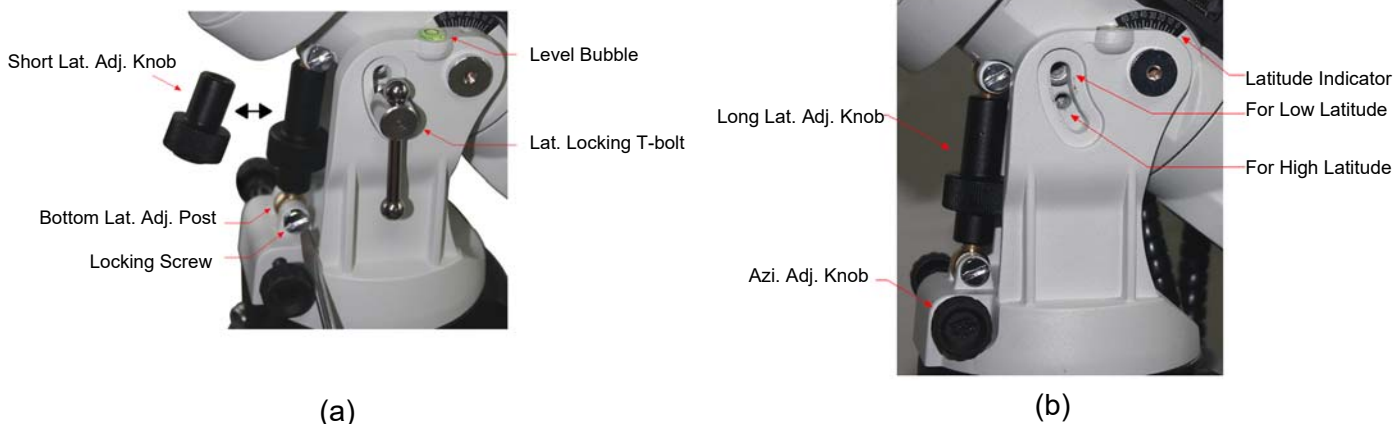 Short Lat. Adj. Knob
Level Bubble
Lat. Locking T-bolt
Bottom Lat. Adj. Post
Locking Screw
(a)
Latitude Indicator
Long Lat. Adj. Knob
For Low Latitude
For High Latitude
Azi. Adj. Knob
(b)